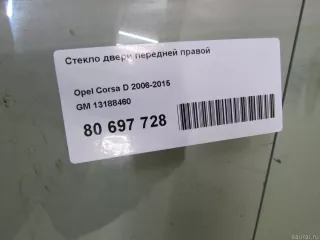 Стекло двери передней правой
Opel Corsa D 2006-2015
GM 13188460
80 697 728